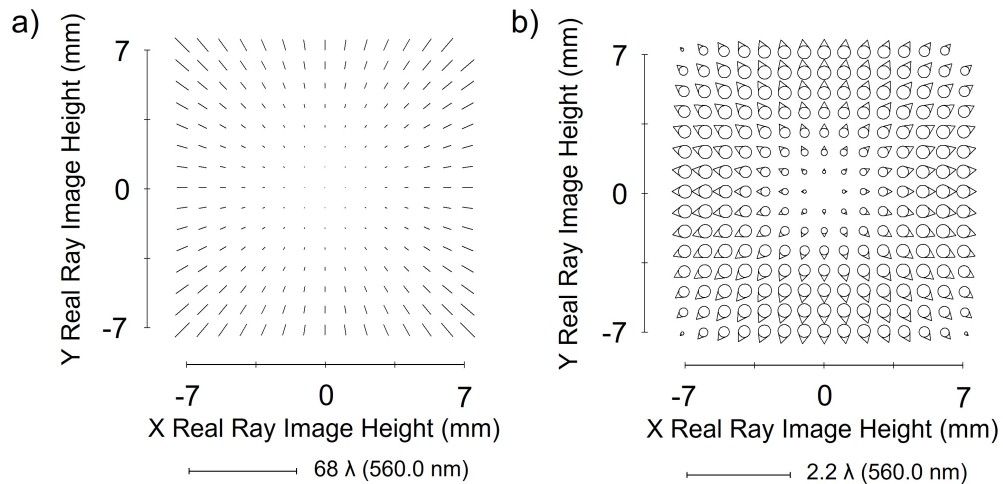 a)
7
0
-7
Y Real Ray Image Height (mm)
-7 0 7
X Real Ray Image Height (mm)
68 λ (560.0 nm)
b)
7
0
-7
Y Real Ray Image Height (mm)
-7 0 7
X Real Ray Image Height (mm)
2.2 λ (560.0 nm)